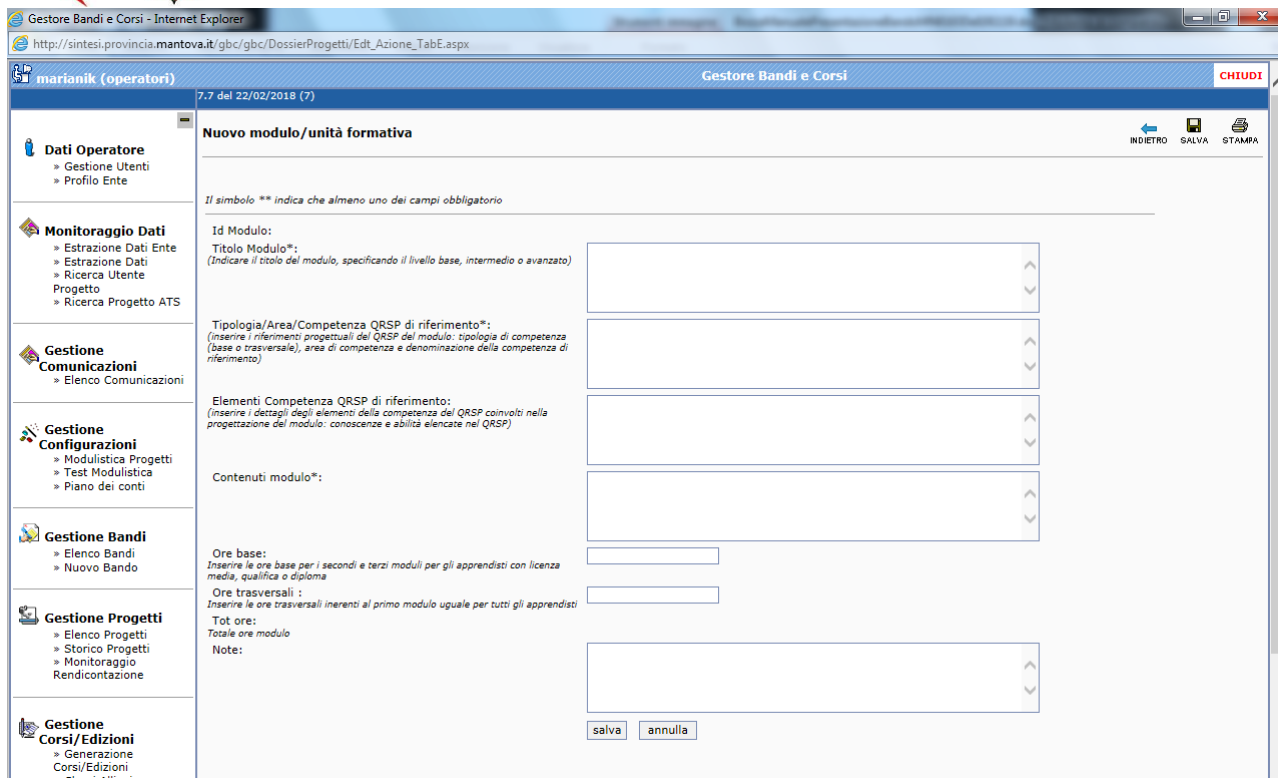 Gestore Bandi e Corsi - Internet Explorer
http://sintesi.provincia.mantova.it/gbc/gbc/DossierProgetti/Edt_Azione_TabE.aspx
marianik (operatori)
Gestore Bandi e Corsi
CHIUDI
7.7 del 22/02/2018 (7)
Dati Operatore
» Gestione Utenti
» Profilo Ente
Monitoraggio Dati
» Estrazione Dati Ente
» Estrazione Dati
» Ricerca Utente
Progetto
» Ricerca Progetto ATS
Gestione
Comunicazioni
» Elenco Comunicazioni
Gestione
Configurazioni
» Modulistica Progetti
» Test Modulistica
» Piano dei conti
Gestione Bandi
» Elenco Bandi
» Nuovo Bando
Gestione Progetti
» Elenco Progetti
» Storico Progetti
» Monitoraggio
Rendicontazione
Gestione
Corsi/Edizioni
» Generazione
Corsi/Edizioni
Nuovo modulo/unità formativa
INDIETRO SALVA STAMPA
Il simbolo ** indica che almeno uno dei campi obbligatorio
Id Modulo:
Titolo Modulo*:
(Indicare il titolo del modulo, specificando il livello base, intermedio o avanzato)
Tipologia/Area/Competenza QRSP di riferimento*:
(inserire i riferimenti progettuali del QRSP del modulo: tipologia di competenza
(base o trasversale), area di competenza e denominazione della competenza di
riferimento)
Elementi Competenza QRSP di riferimento:
(inserire i dettagli degli elementi della competenza del QRSP coinvolti nella
progettazione del modulo: conoscenze e abilità elencate nel QRSP)
Contenuti modulo*:
Ore base:
Inserire le ore base per i secondi e terzi moduli per gli apprendisti con licenza
media, qualifica o diploma
Ore trasversali :
Inserire le ore trasversali inerenti al primo modulo uguale per tutti gli apprendisti
Tot ore:
Totale ore modulo
Note:
salva annulla